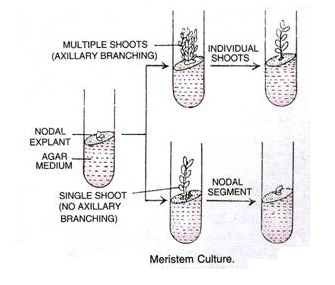 MULTIPLE SHOOTS
(AXILLARY BRANCHING)
INDIVIDUAL
SHOOTS
NODAL
EXPLANT
AGAR
MEDIUM
SINGLE SHOOT
(NO AXILLARY
BRANCHING)
NODAL
SEGMENT
Meristem Culture.